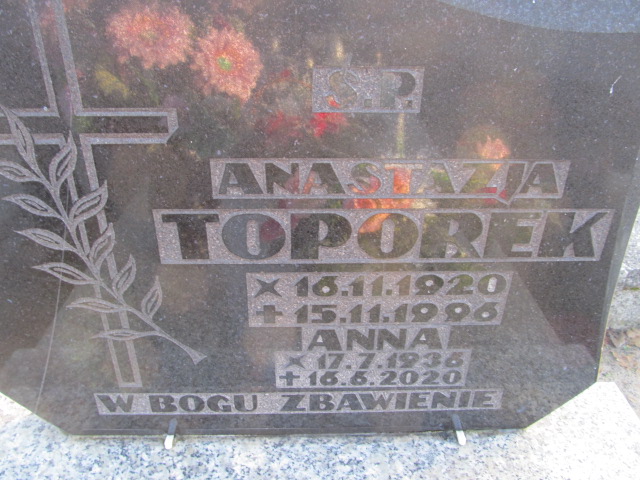 Ś.P.
ANASTAZJA
TOPOREK
× 16.11.1920
+ 15.11.1996
ANNA
× 17.7.1936
+ 16.6.2020
W BOGU ZBAWIENIE